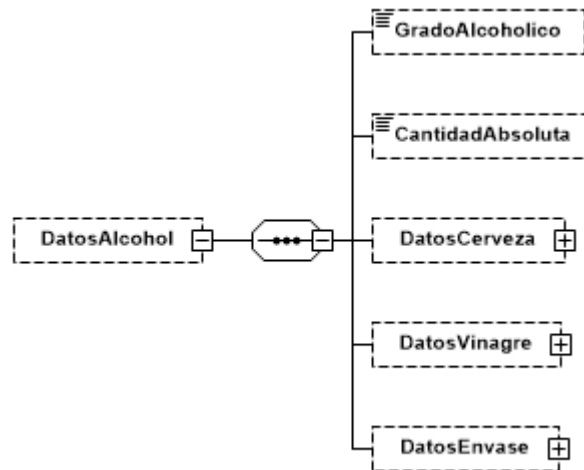 GradoAlcoholico
CantidadAbsoluta
DatosAlcohol
DatosCerveza
DatosVinagre
DatosEnvase